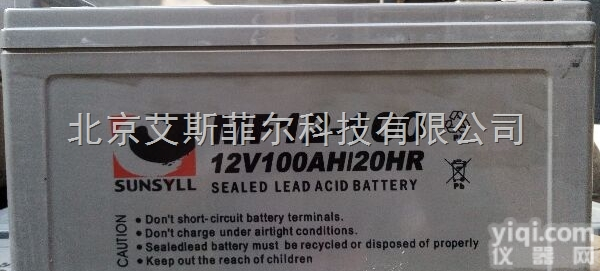 北京艾斯菲尔科技有限公司
12V100AH/20HR
SUNSYLL
SEALED LEAD ACID BATTERY
CAUTION
• Don't short-circuit battery terminals.
• Don't charge under airtight conditions.
• Sealedlead battery must be recycled or disposed of properly
• Keep out the reach of children
Pb
yiqi.com
仪器网